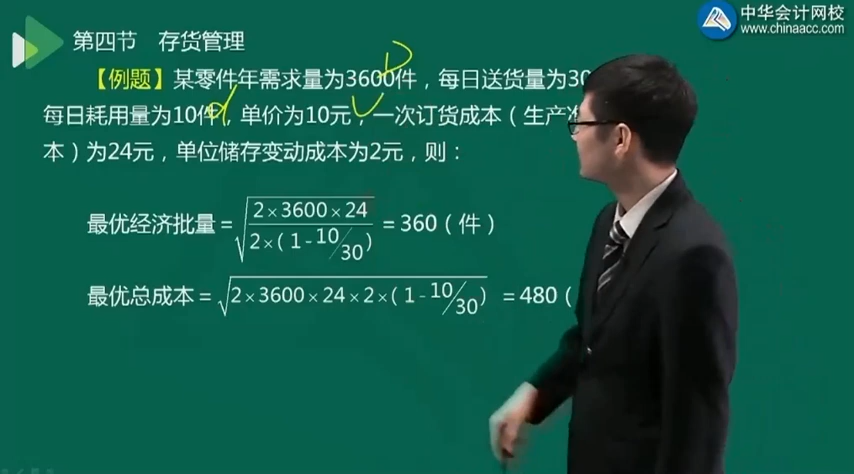 中华会计网校
www.chinaacc.com
第四节 存货管理
【例题】某零件年需求量为3600件，每日送货量为30
每日耗用量为10件，单价为10元，一次订货成本（生产准
本）为24元，单位储存变动成本为2元，则：
最优经济批量＝√2×3600×24/2×（1-10/30）＝360（件）
最优总成本＝√2×3600×24×2×（1-10/30）＝480（